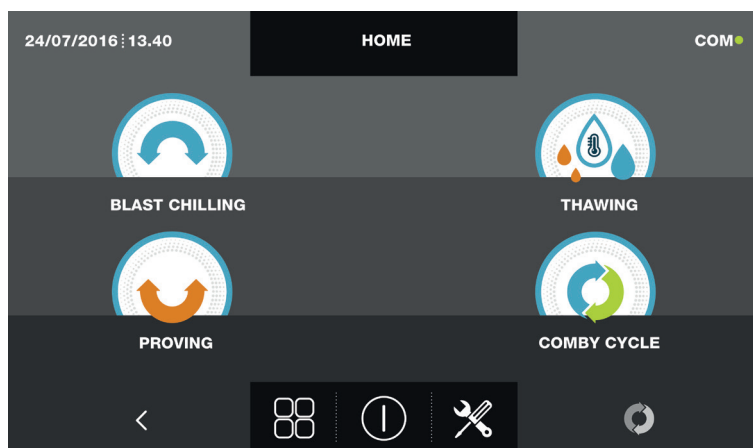 24/07/2016 13.40
HOME
COM
BLAST CHILLING
THAWING
PROVING
COMBY CYCLE